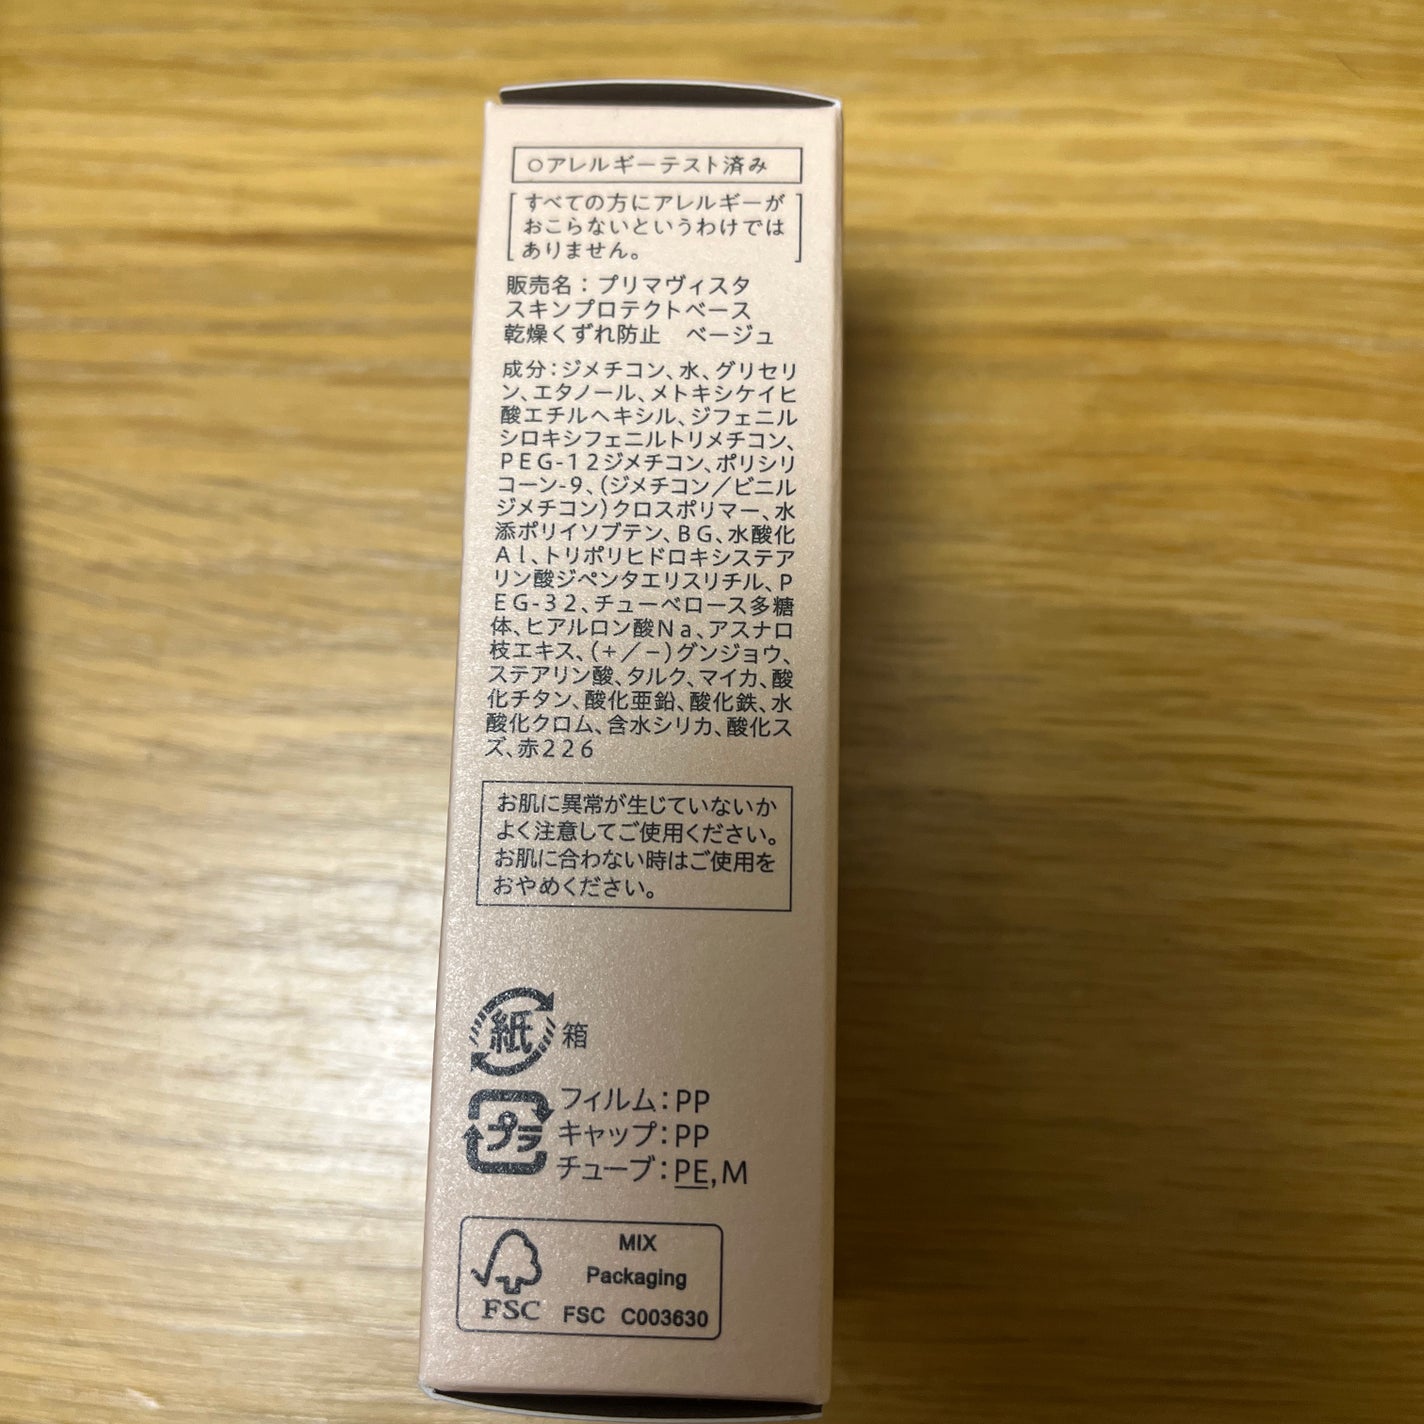 ○アレルギーテスト済み
すべての方にアレルギーが
おこらないというわけでは
ありません。
販売名：プリマヴィスタ
スキンプロテクトベース
乾燥くずれ防止　ベージュ
成分：ジメチコン、水、グリセリ
ン、エタノール、メトキシケイヒ
酸エチルヘキシル、ジフェニル
シロキシフェニルトリメチコン、
ＰＥＧ-１２ジメチコン、ポリシリ
コーン-９、（ジメチコン／ビニル
ジメチコン）クロスポリマー、水
添ポリイソブテン、ＢＧ、水酸化
Ａｌ、トリポリヒドロキシステア
リン酸ジペンタエリスリチル、Ｐ
ＥＧ-３２、チューベロース多糖
体、ヒアルロン酸Ｎａ、アスナロ
枝エキス、（＋／−）グンジョウ、
ステアリン酸、タルク、マイカ、酸
化チタン、酸化亜鉛、酸化鉄、水
酸化クロム、含水シリカ、酸化ス
ズ、赤２２６
お肌に異常が生じていないか
よく注意してご使用ください。
お肌に合わない時はご使用を
おやめください。
紙 箱
フィルム：PP
プラ キャップ：PP
チューブ：PE,M
MIX
Packaging
FSC FSC C003630